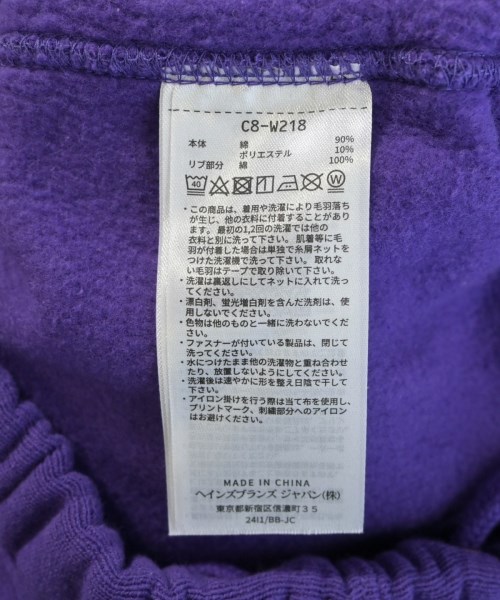 C8-W218
本体 綿 90%
ポリエステル 10%
リブ部分 綿 100%
40 W
・この商品は、着用や洗濯により毛羽落ち
が生じ、他の衣料に付着することがあり
ます。最初の1,2回の洗濯では他の
衣料と別に洗って下さい。肌着等に毛
羽が付着した場合は単独で糸屑ネットを
つけた洗濯機で洗って下さい。取れな
い毛羽はテープで取り除いて下さい。
・洗濯は裏返しにしてネットに入れて洗っ
てください。
・漂白剤、蛍光増白剤を含んだ洗剤は、使
用しないでください。
・色物は他のものと一緒に洗わないでくだ
さい。
・ファスナーが付いている製品は、閉じて
洗ってください。
・水につけたまま他の洗濯物と重ね合わせ
たり、放置しないようにしてください。
・洗濯後は速やかに形を整え日陰で干して
下さい。
・アイロン掛けを行う際は当て布を使用し、
プリントマーク、刺繍部分へのアイロン
はお避けください。
MADE IN CHINA
ヘインズブランズ ジャパン(株)
東京都新宿区信濃町35
24I1/BB-JC